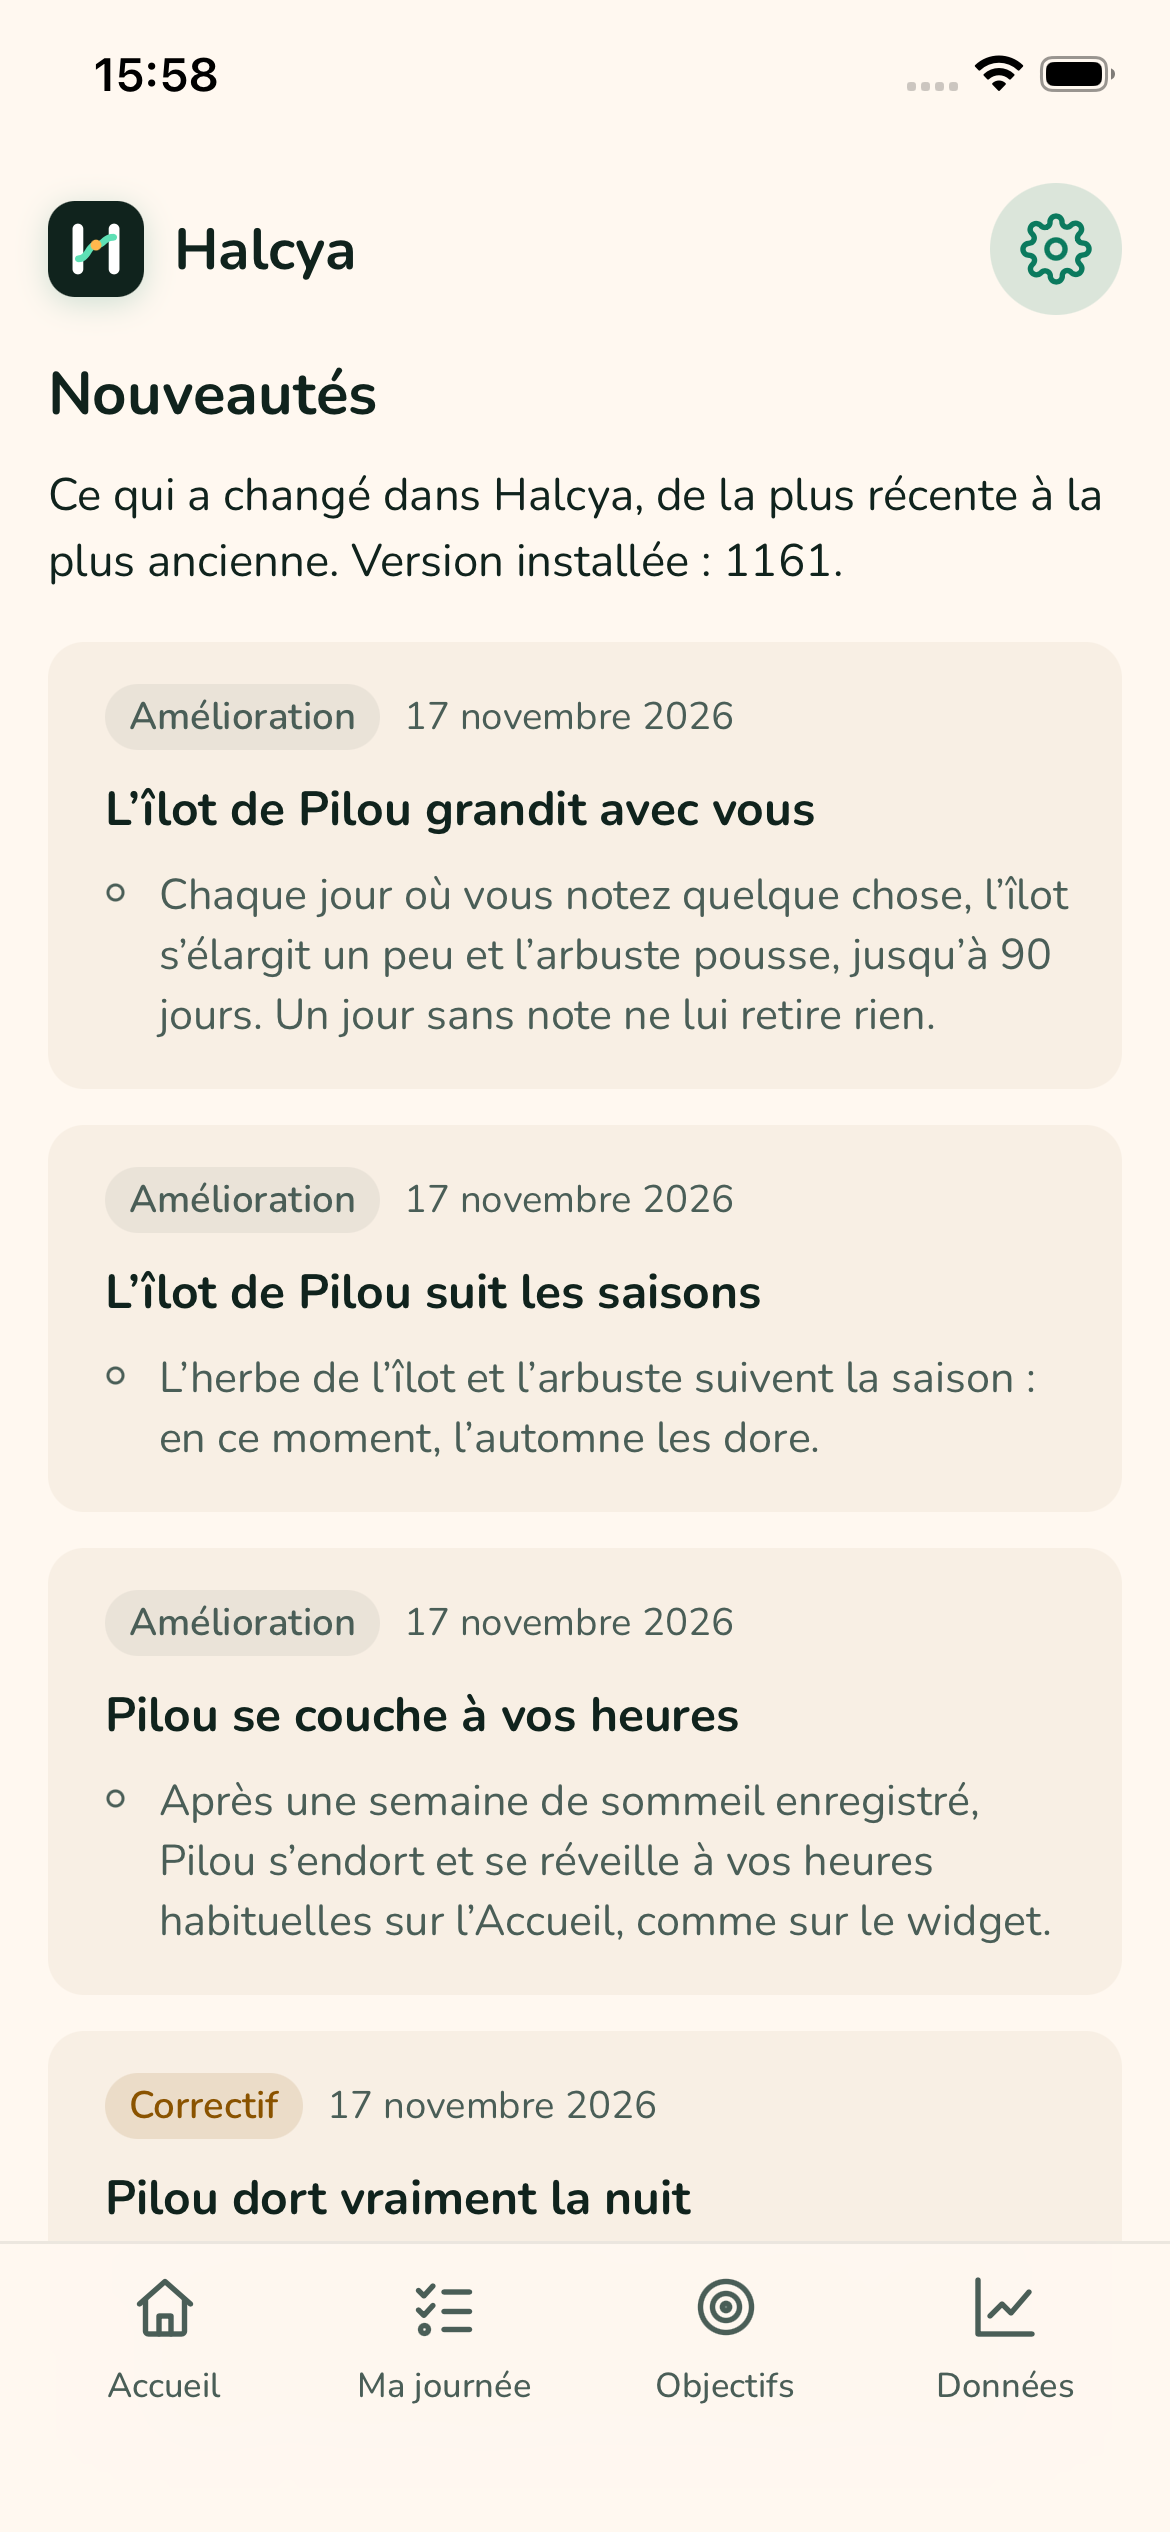 15:58
Halcya
Nouveautés
Ce qui a changé dans Halcya, de la plus récente à la
plus ancienne. Version installée : 1161.
Amélioration 17 novembre 2026
L’îlot de Pilou grandit avec vous
Chaque jour où vous notez quelque chose, l’îlot
s’élargit un peu et l’arbuste pousse, jusqu’à 90
jours. Un jour sans note ne lui retire rien.
Amélioration 17 novembre 2026
L’îlot de Pilou suit les saisons
L’herbe de l’îlot et l’arbuste suivent la saison :
en ce moment, l’automne les dore.
Amélioration 17 novembre 2026
Pilou se couche à vos heures
Après une semaine de sommeil enregistré,
Pilou s’endort et se réveille à vos heures
habituelles sur l’Accueil, comme sur le widget.
Correctif 17 novembre 2026
Pilou dort vraiment la nuit
Accueil Ma journée Objectifs Données